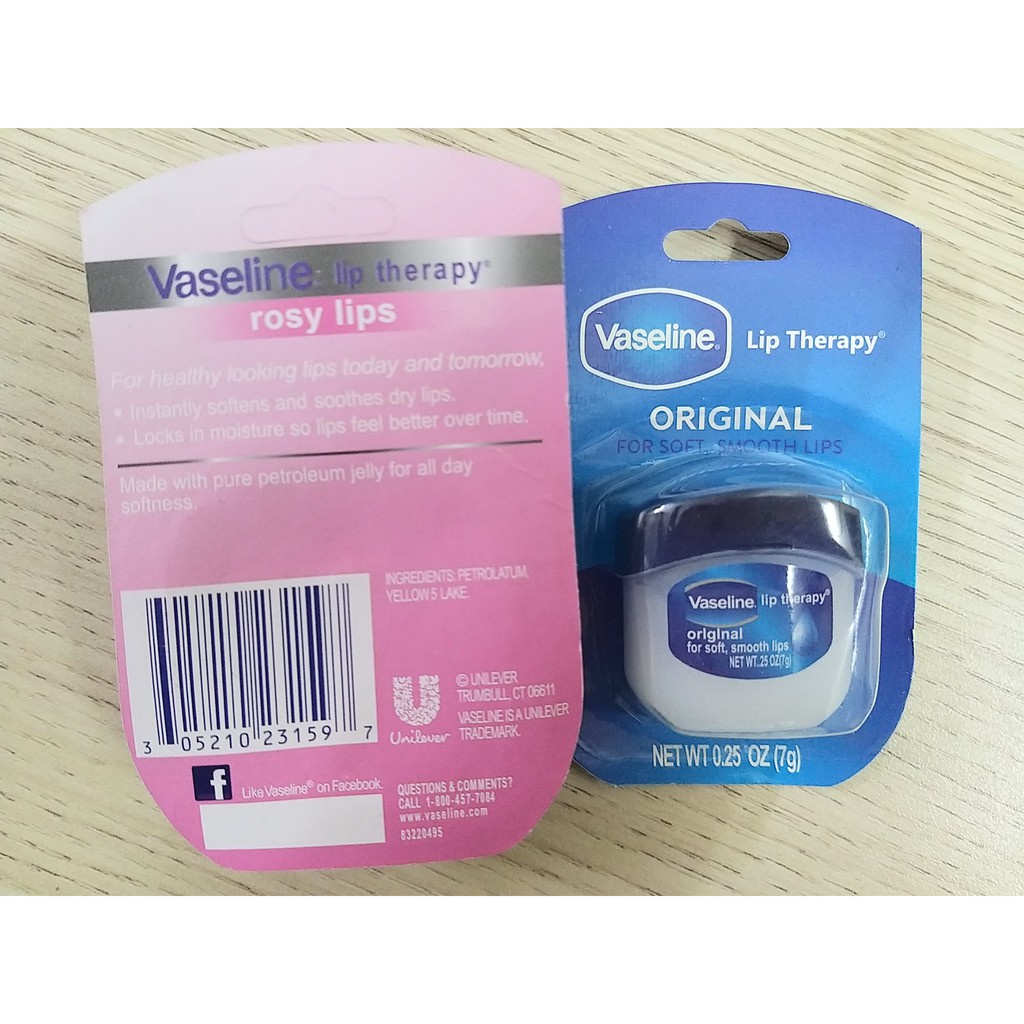 Vaseline® lip therapy®
rosy lips
For healthy looking lips today and tomorrow,
• Instantly softens and soothes dry lips.
• Locks in moisture so lips feel better over time.
Made with pure petroleum jelly for all day
softness.
INGREDIENTS: PETROLATUM,
YELLOW 5 LAKE.
3 05210 23159 7
Unilever
© UNILEVER
TRUMBULL, CT 06611
VASELINE IS A UNILEVER
TRADEMARK.
f Like Vaseline® on Facebook.
QUESTIONS & COMMENTS?
CALL 1-800-457-7084
www.vaseline.com
83220495
Vaseline® Lip Therapy®
ORIGINAL
FOR SOFT, SMOOTH LIPS
Vaseline. lip therapy®
original
for soft, smooth lips
NET WT. .25 OZ (7g)
NET WT 0.25 OZ (7g)